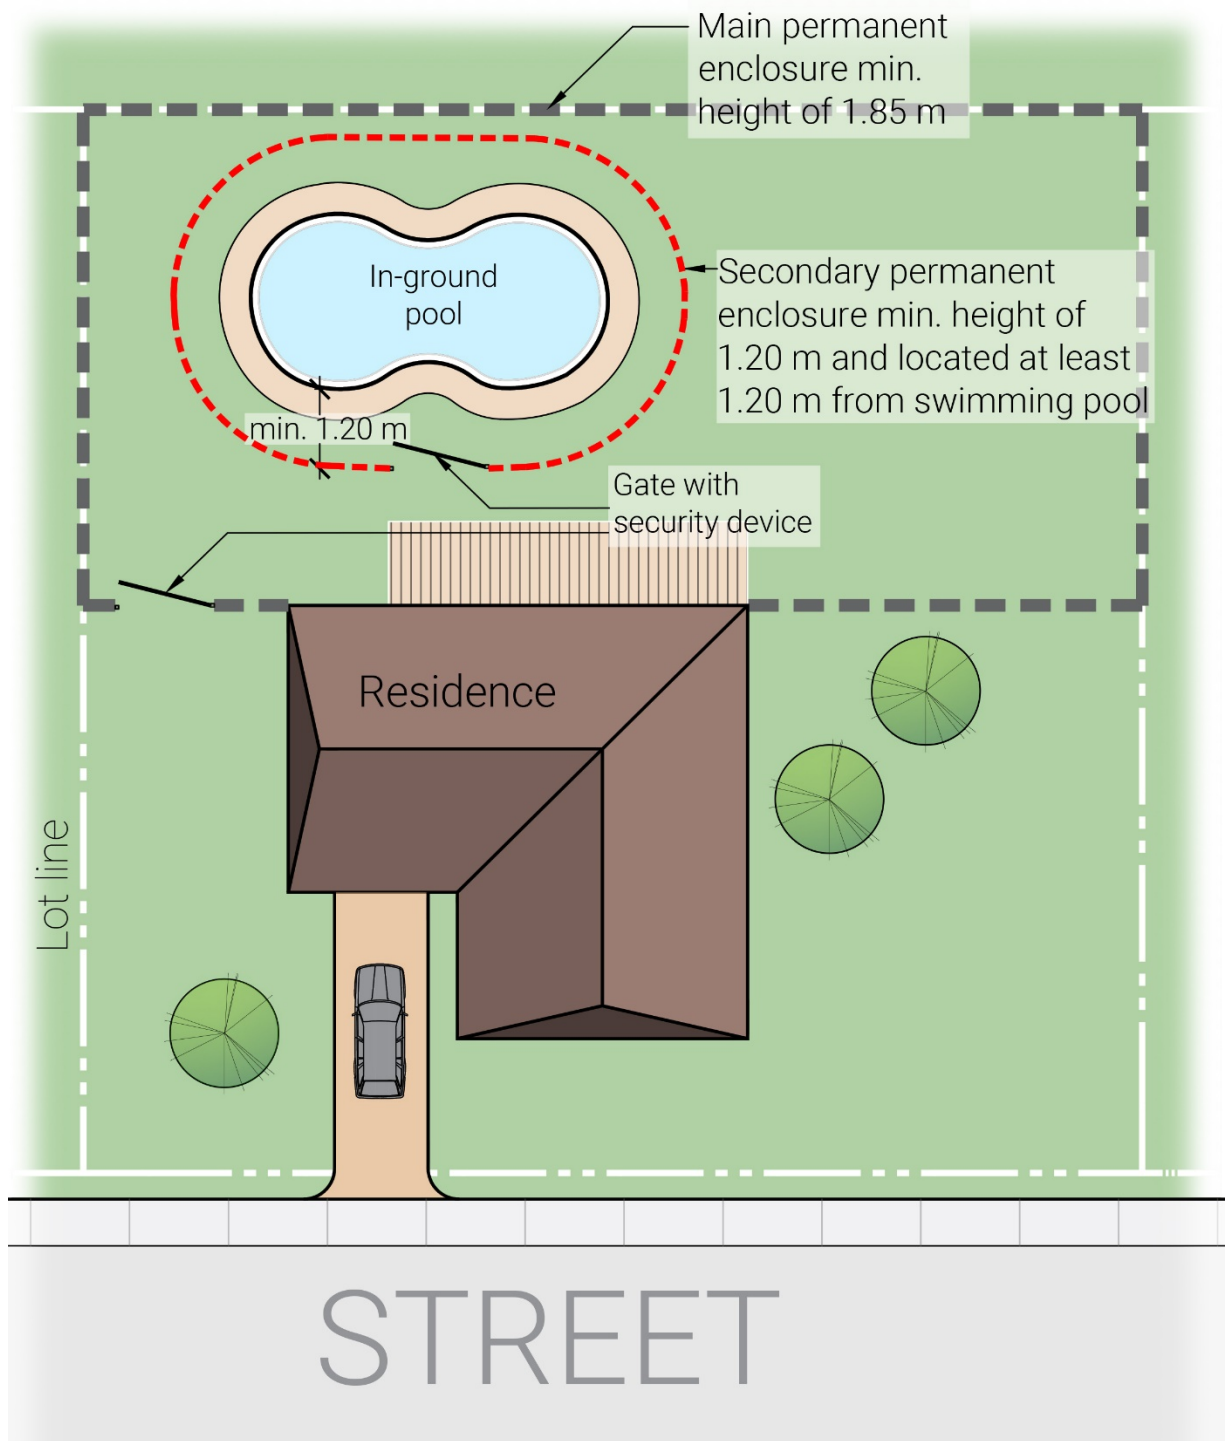 Main permanent
enclosure min.
height of 1.85 m
In-ground
pool
Secondary permanent
enclosure min. height of
1.20 m and located at least
1.20 m from swimming pool
min. 1.20 m
Gate with
security device
Residence
Lot line
STREET